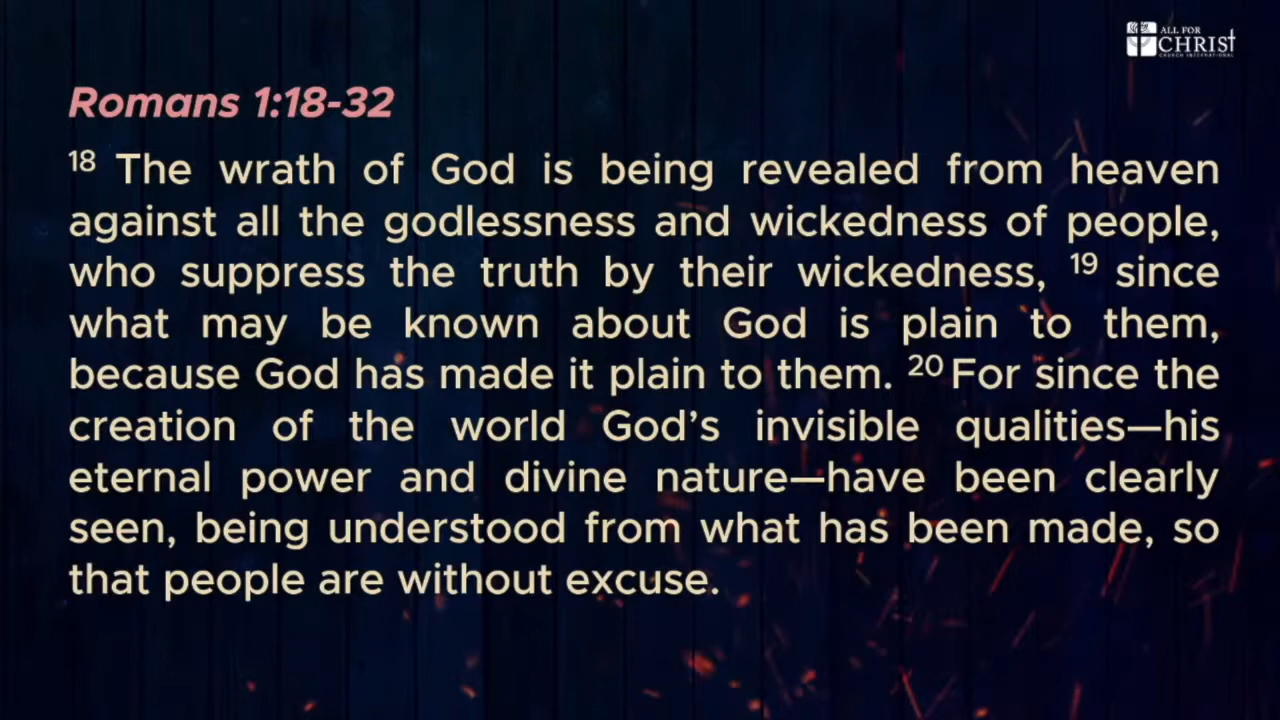 ALL FOR
CHRIST
CHURCH INTERNATIONAL
Romans 1:18-32
18 The wrath of God is being revealed from heaven
against all the godlessness and wickedness of people,
who suppress the truth by their wickedness, 19 since
what may be known about God is plain to them,
because God has made it plain to them. 20 For since the
creation of the world God’s invisible qualities—his
eternal power and divine nature—have been clearly
seen, being understood from what has been made, so
that people are without excuse.